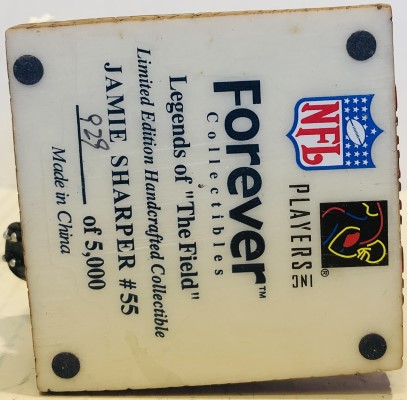 NFL
PLAYERS INC ®
Forever™
Collectibles
Legends of "The Field"
Limited Edition Handcrafted Collectible
JAMIE SHARPER #55
929 of 5,000
Made in China